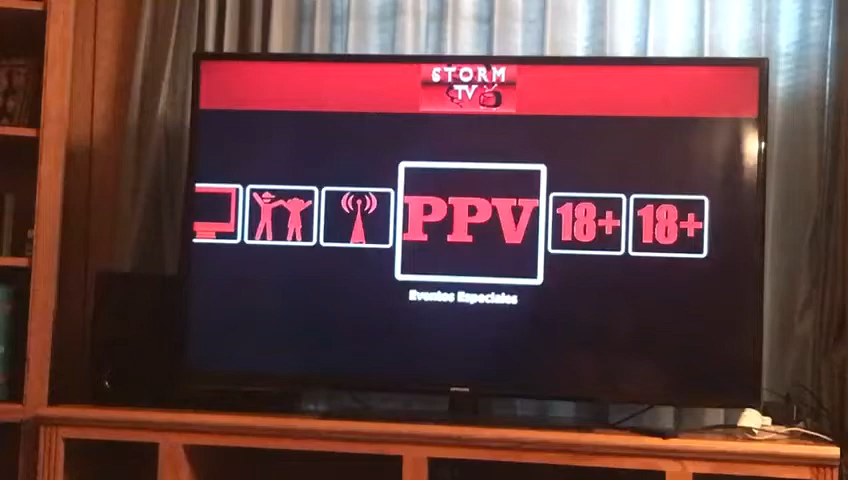 STORM
TV
PPV
18+
18+
Eventos Especiales